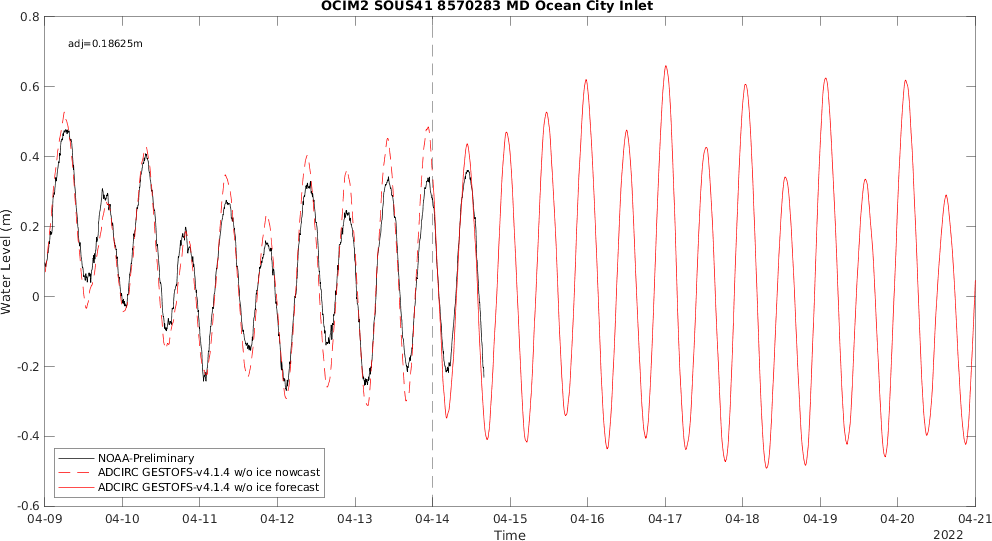 OCIM2 SOUS41 8570283 MD Ocean City Inlet
adj=0.18625m
0.8
0.6
0.4
0.2
0
-0.2
-0.4
-0.6
Water Level (m)
NOAA-Preliminary
ADCIRC GESTOFS-v4.1.4 w/o ice nowcast
ADCIRC GESTOFS-v4.1.4 w/o ice forecast
04-09 04-10 04-11 04-12 04-13 04-14 04-15 04-16 04-17 04-18 04-19 04-20 04-21
Time
2022